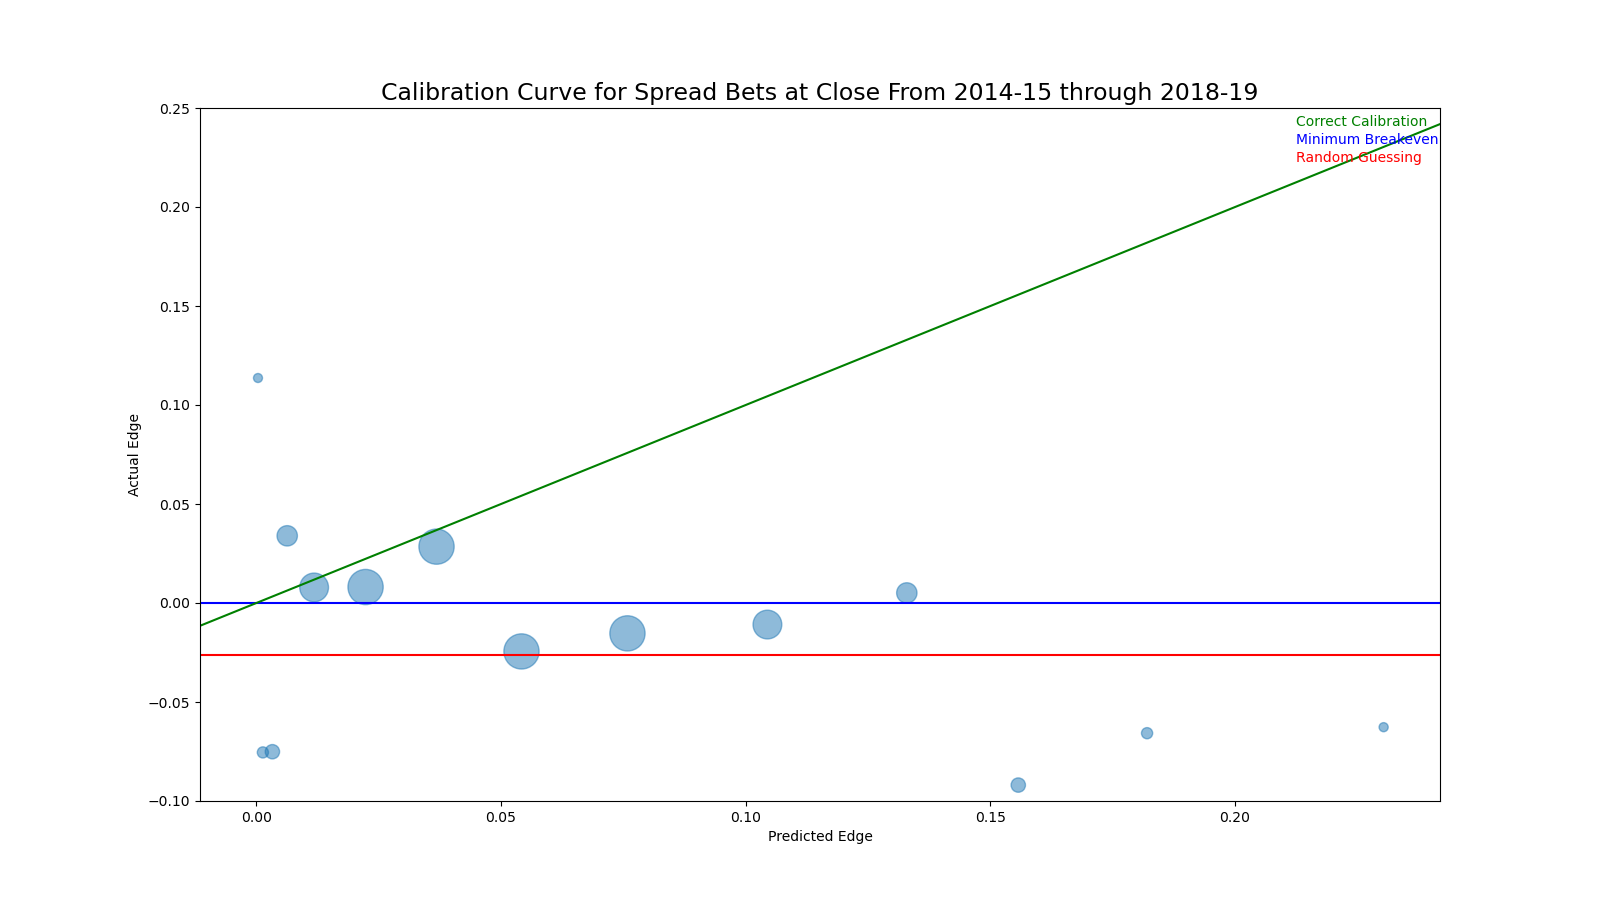 Calibration Curve for Spread Bets at Close From 2014-15 through 2018-19
Correct Calibration
Minimum Breakeven
Random Guessing
0.25
0.20
0.15
0.10
0.05
0.00
−0.05
−0.10
Actual Edge
0.00 0.05 0.10 0.15 0.20
Predicted Edge